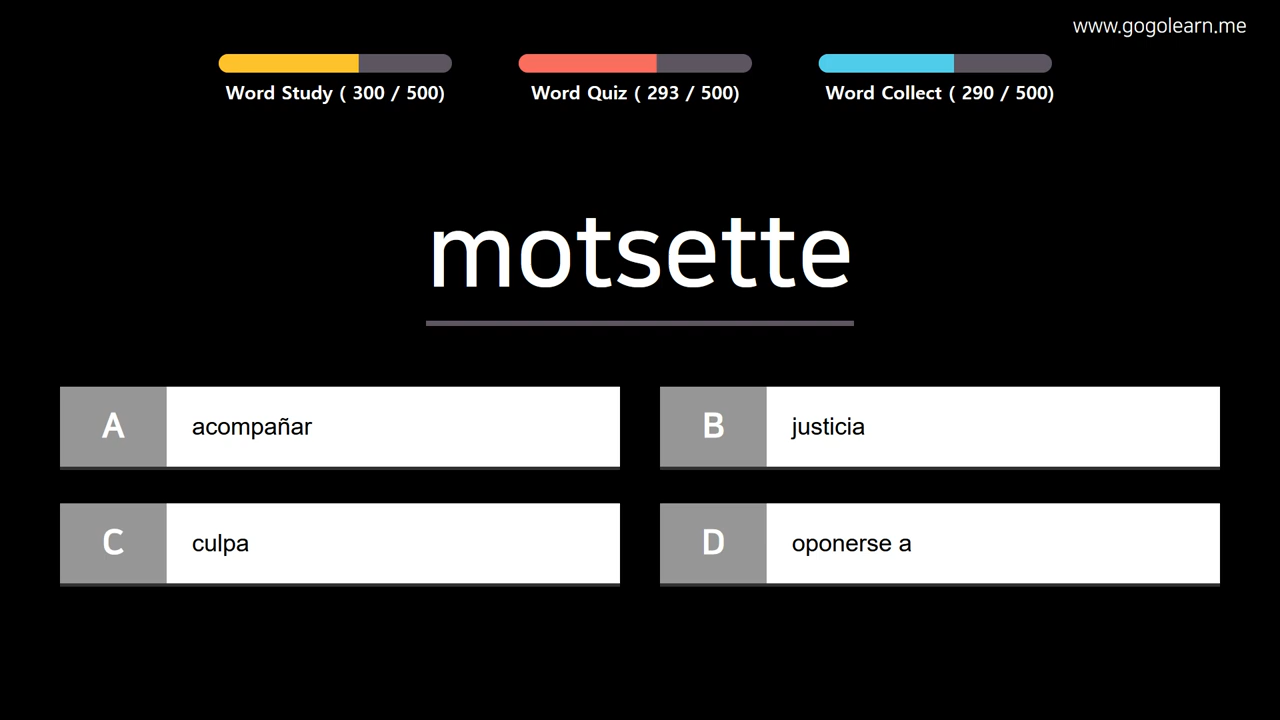 www.gogolearn.me
Word Study ( 300 / 500)
Word Quiz ( 293 / 500)
Word Collect ( 290 / 500)
motsette
A acompañar
B justicia
C culpa
D oponerse a